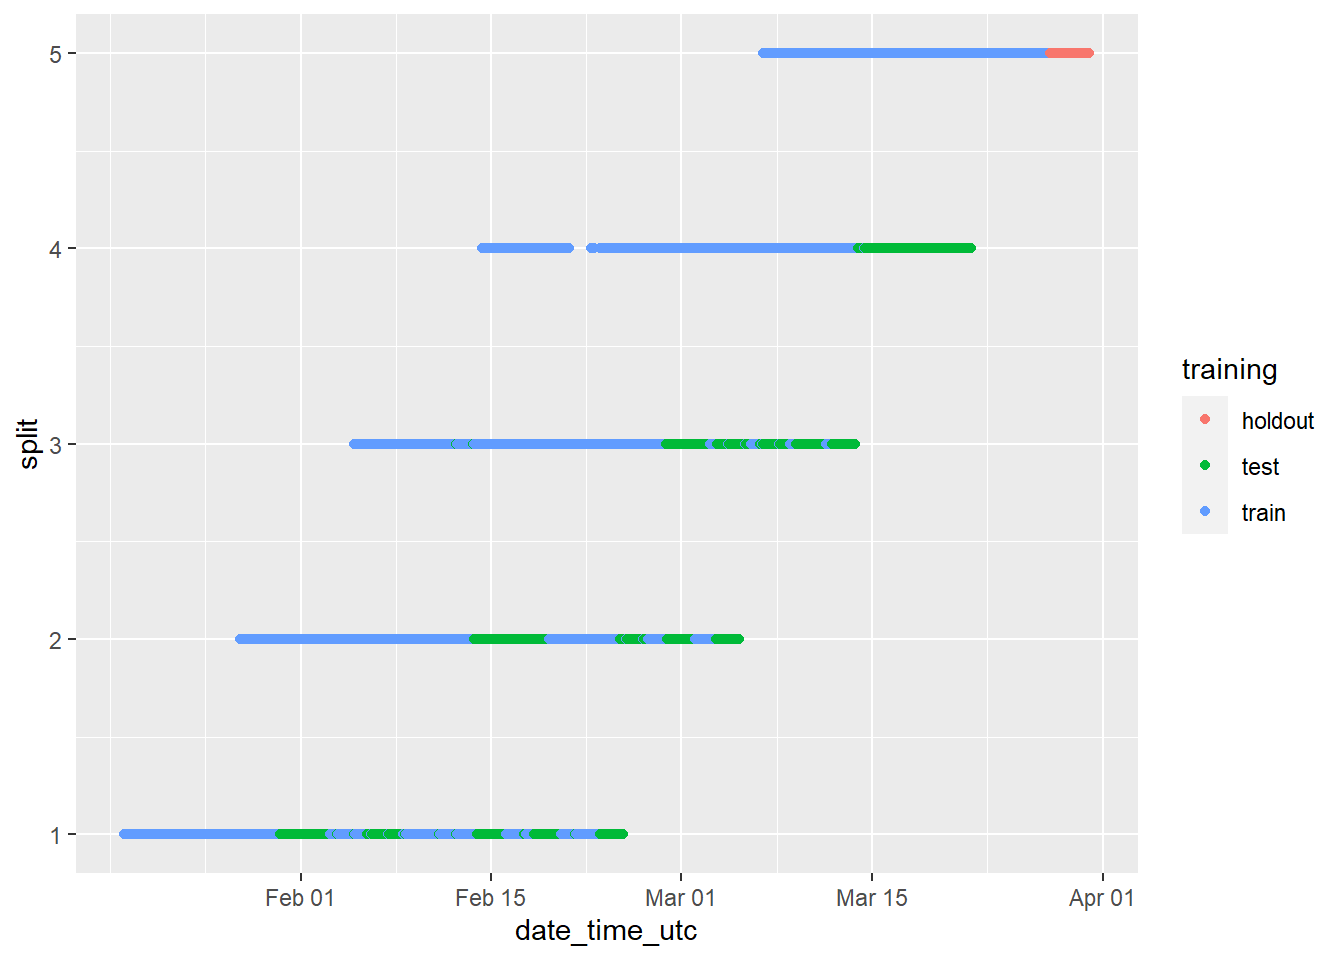 5
4
3
2
1
split
Feb 01
Feb 15
Mar 01
Mar 15
Apr 01
date_time_utc
training
holdout
test
train